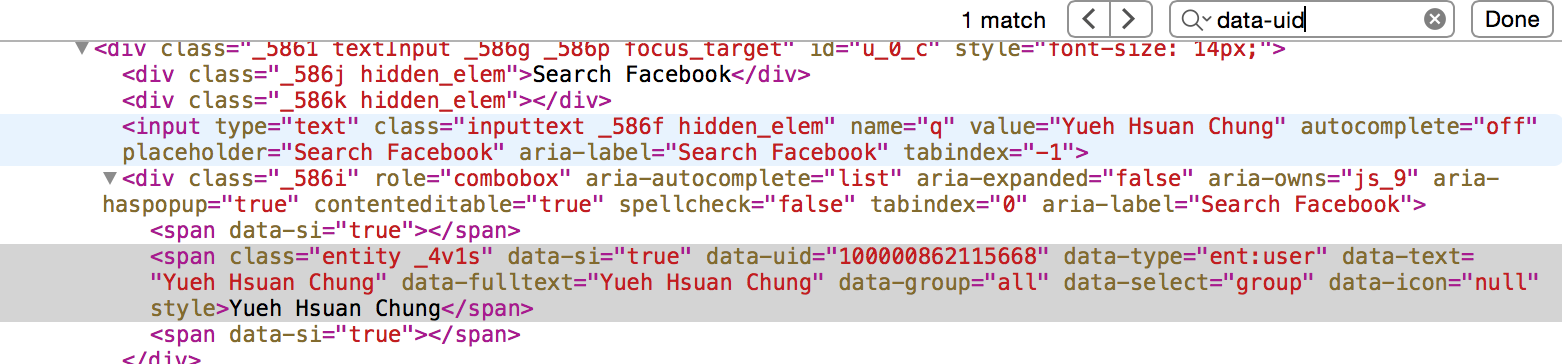 1 match data-uid Done
<div class="_5861 textInput _586g _586p focus_target" id="u_0_c" style="font-size: 14px;">
<div class="_586j hidden_elem">Search Facebook</div>
<div class="_586k hidden_elem"></div>
<input type="text" class="inputtext _586f hidden_elem" name="q" value="Yueh Hsuan Chung" autocomplete="off"
placeholder="Search Facebook" aria-label="Search Facebook" tabindex="-1">
<div class="_586i" role="combobox" aria-autocomplete="list" aria-expanded="false" aria-owns="js_9" aria-
haspopup="true" contenteditable="true" spellcheck="false" tabindex="0" aria-label="Search Facebook">
<span data-si="true"></span>
<span class="entity _4v1s" data-si="true" data-uid="100000862115668" data-type="ent:user" data-text=
"Yueh Hsuan Chung" data-fulltext="Yueh Hsuan Chung" data-group="all" data-select="group" data-icon="null"
style>Yueh Hsuan Chung</span>
<span data-si="true"></span>
</div>